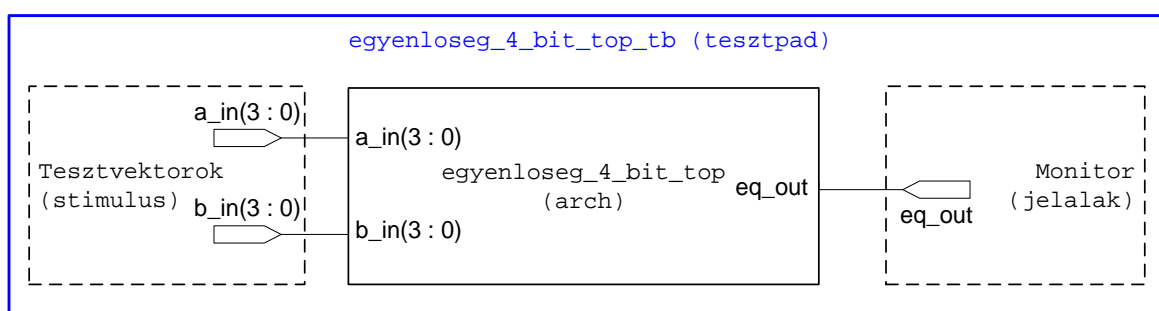 egyenloseg_4_bit_top_tb (tesztpad)
a_in(3 : 0)
Tesztvektorok
(stimulus)
b_in(3 : 0)
a_in(3 : 0)
egyenloseg_4_bit_top
(arch)
eq_out
b_in(3 : 0)
Monitor
(jelalak)
eq_out